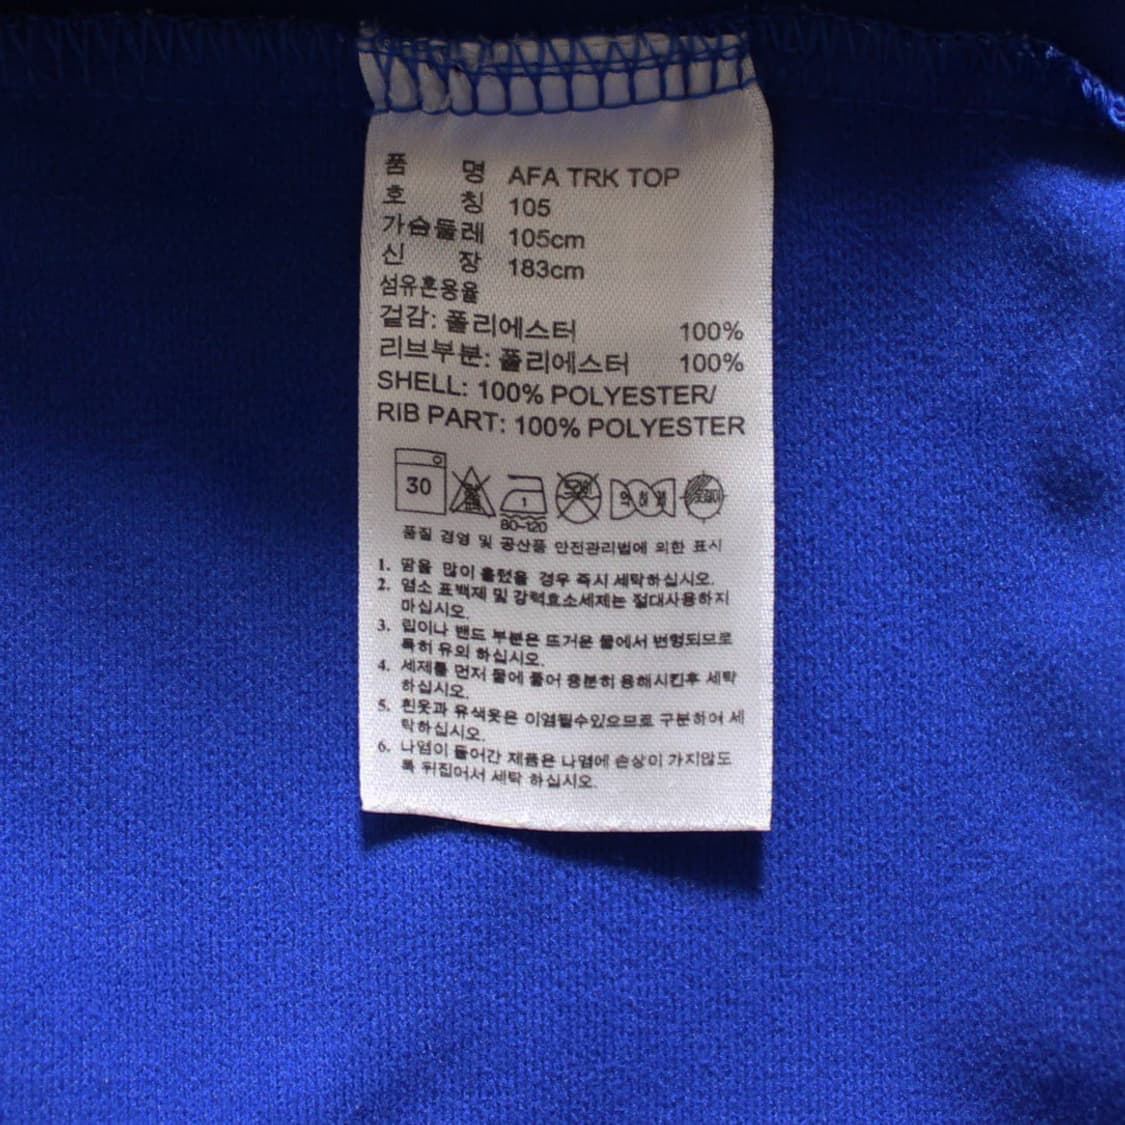 품 명 AFA TRK TOP
호 칭 105
가슴둘레 105cm
신 장 183cm
섬유혼용율
겉감: 폴리에스터 100%
리브부분: 폴리에스터 100%
SHELL: 100% POLYESTER/
RIB PART: 100% POLYESTER
30 1
80~120
품질 경영 및 공산품 안전관리법에 의한 표시
1. 땀을 많이 흘렸을 경우 즉시 세탁하십시오.
2. 염소 표백제 및 강력효소세제는 절대사용하지
마십시오.
3. 립이나 밴드 부분은 뜨거운 물에서 변형되므로
특히 유의 하십시오.
4. 세제를 먼저 물에 풀어 충분히 용해시킨후 세탁
하십시오.
5. 흰옷과 유색옷은 이염될수있으므로 구분하여 세
탁하십시오.
6. 나염이 들어간 제품은 나염에 손상이 가지않도
록 뒤집어서 세탁 하십시오.